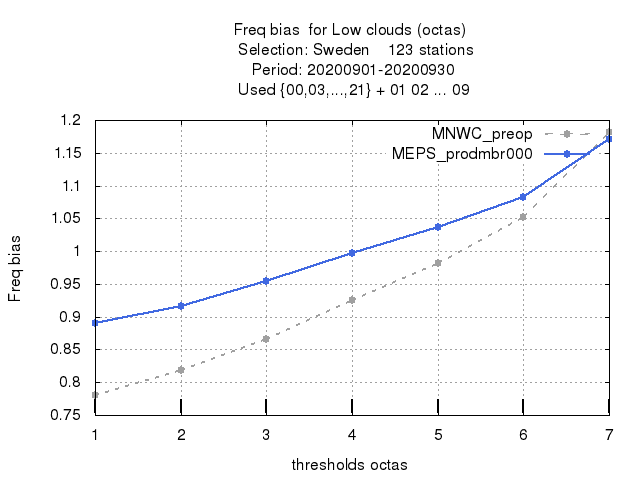 Freq bias  for Low clouds (octas)
Selection: Sweden    123 stations
Period: 20200901-20200930
Used {00,03,...,21} + 01 02 ... 09
MNWC_preop
MEPS_prodmbr000
1.2
1.15
1.1
1.05
1
0.95
0.9
0.85
0.8
0.75
Freq bias
1 2 3 4 5 6 7
thresholds octas